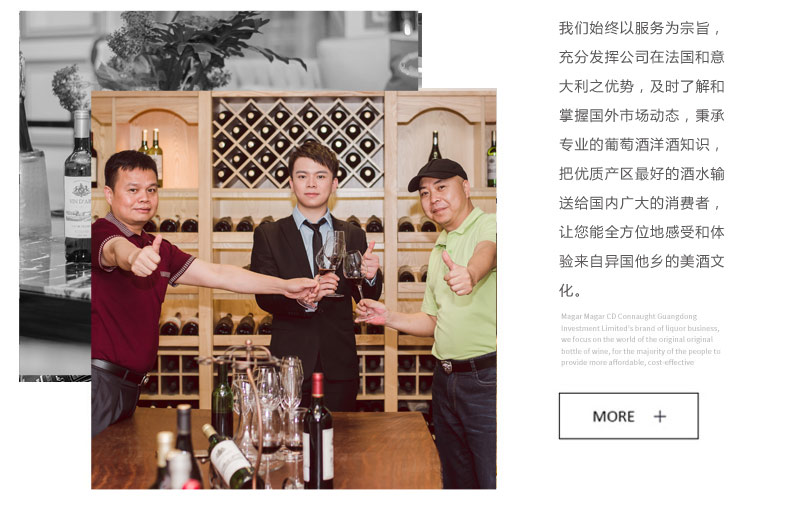 我们始终以服务为宗旨，
充分发挥公司在法国和意
大利之优势，及时了解和
掌握国外市场动态，秉承
专业的葡萄酒洋酒知识，
把优质产区最好的酒水输
送给国内广大的消费者，
让您能全方位地感受和体
验来自异国他乡的美酒文
化。
Magar Magar CD Connaught Guangdong
Investment Limited's brand of liquor business,
we focus on the world of the original original
bottle of wine, for the majority of the people to
provide more affordable, cost-effective
MORE +